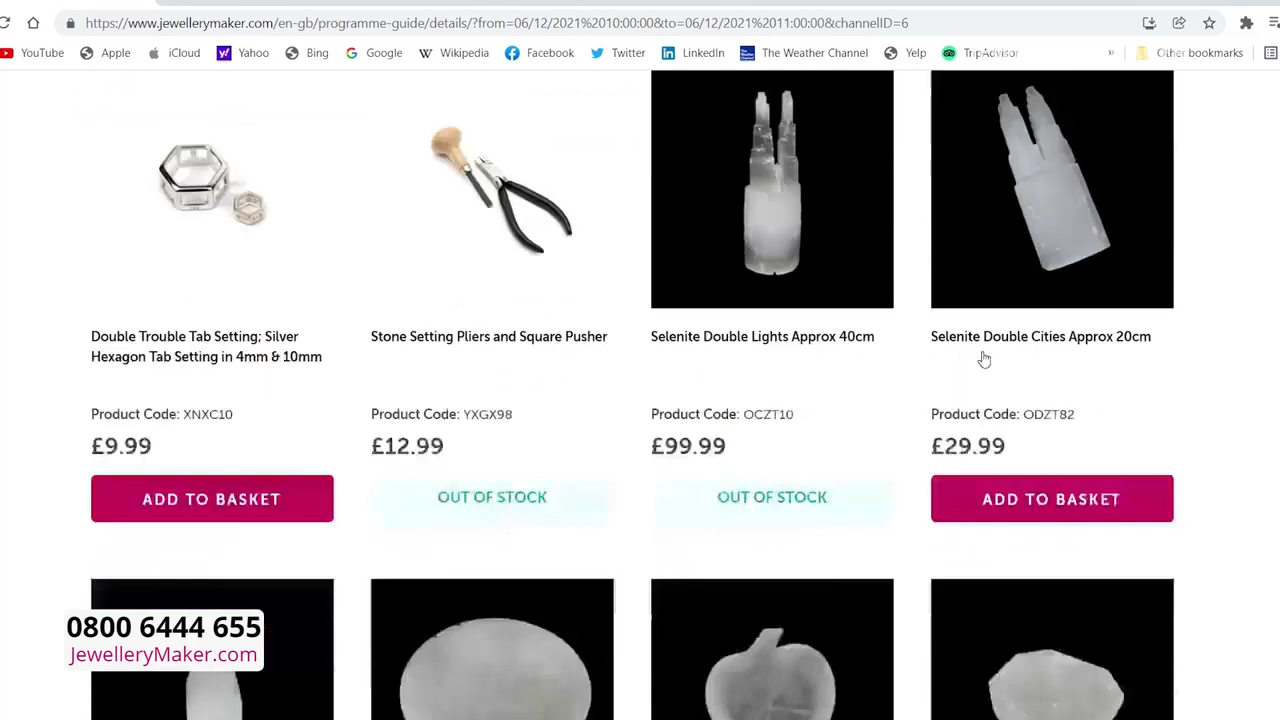 https://www.jewellerymaker.com/en-gb/programme-guide/details/?from=06/12/2021%2010:00:00&to=06/12/2021%2011:00:00&channelID=6
YouTube Apple iCloud Yahoo Bing Google Wikipedia Facebook Twitter LinkedIn The Weather Channel Yelp TripAdvisor » Other bookmarks
Double Trouble Tab Setting; Silver
Hexagon Tab Setting in 4mm & 10mm
Product Code: XNXC10
£9.99
ADD TO BASKET
Stone Setting Pliers and Square Pusher
Product Code: YXGX98
£12.99
OUT OF STOCK
Selenite Double Lights Approx 40cm
Product Code: OCZT10
£99.99
OUT OF STOCK
Selenite Double Cities Approx 20cm
Product Code: ODZT82
£29.99
ADD TO BASKET
0800 6444 655
JewelleryMaker.com